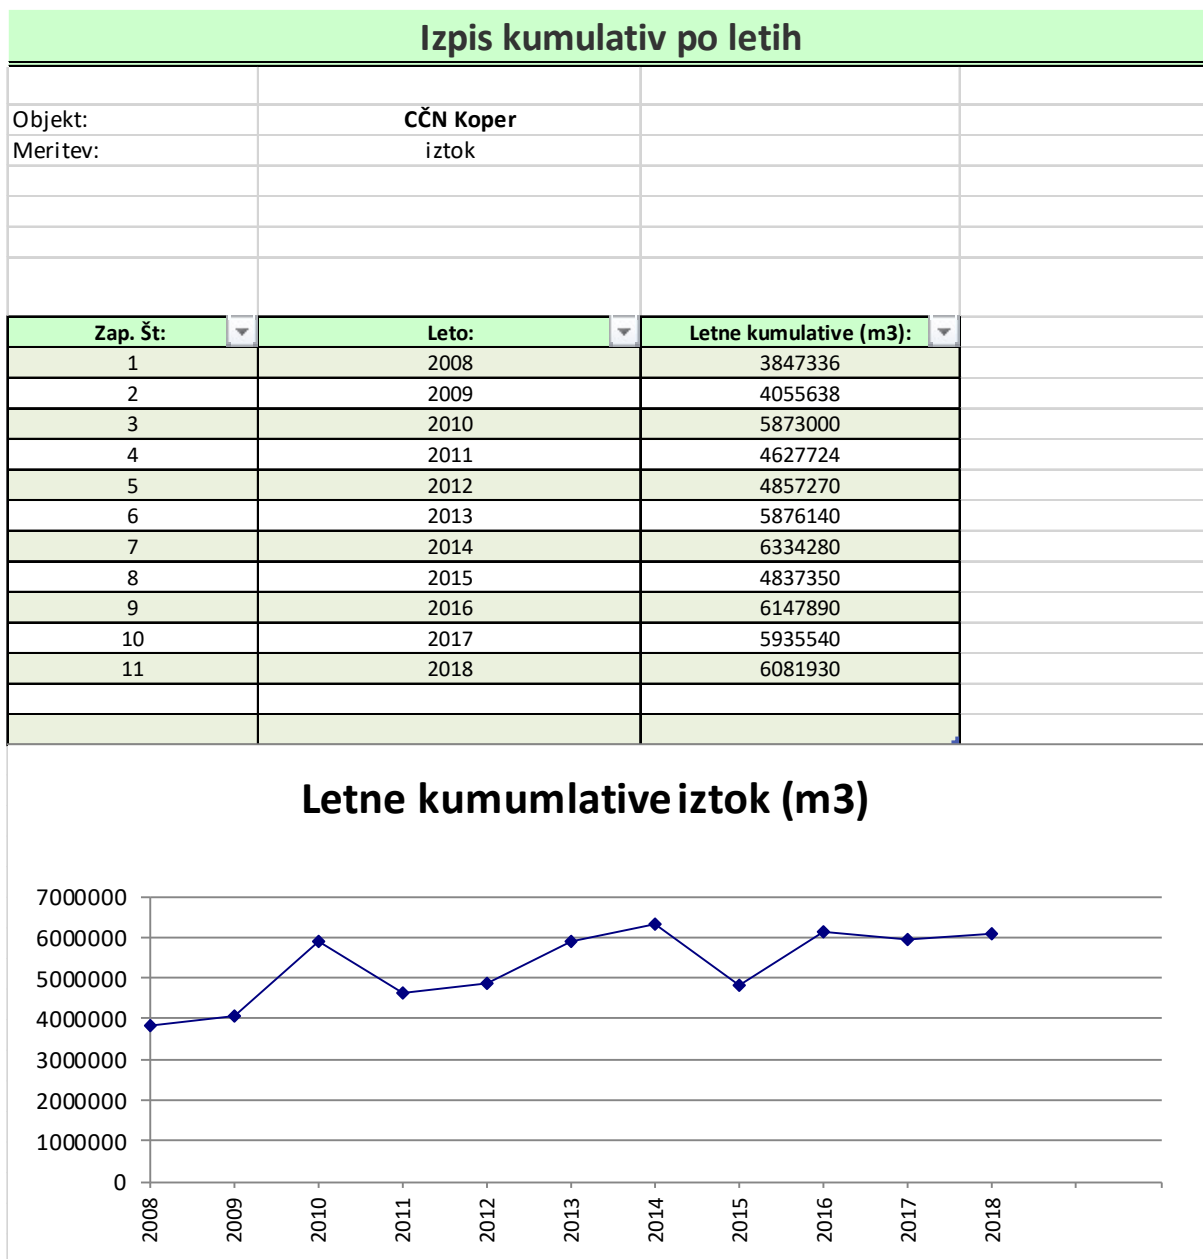 Izpis kumulativ po letih
Objekt: CČN Koper
Meritev: iztok
Zap. Št: Leto: Letne kumulative (m3):
1 2008 3847336
2 2009 4055638
3 2010 5873000
4 2011 4627724
5 2012 4857270
6 2013 5876140
7 2014 6334280
8 2015 4837350
9 2016 6147890
10 2017 5935540
11 2018 6081930
Letne kumumlative iztok (m3)
7000000
6000000
5000000
4000000
3000000
2000000
1000000
0
2008 2009 2010 2011 2012 2013 2014 2015 2016 2017 2018